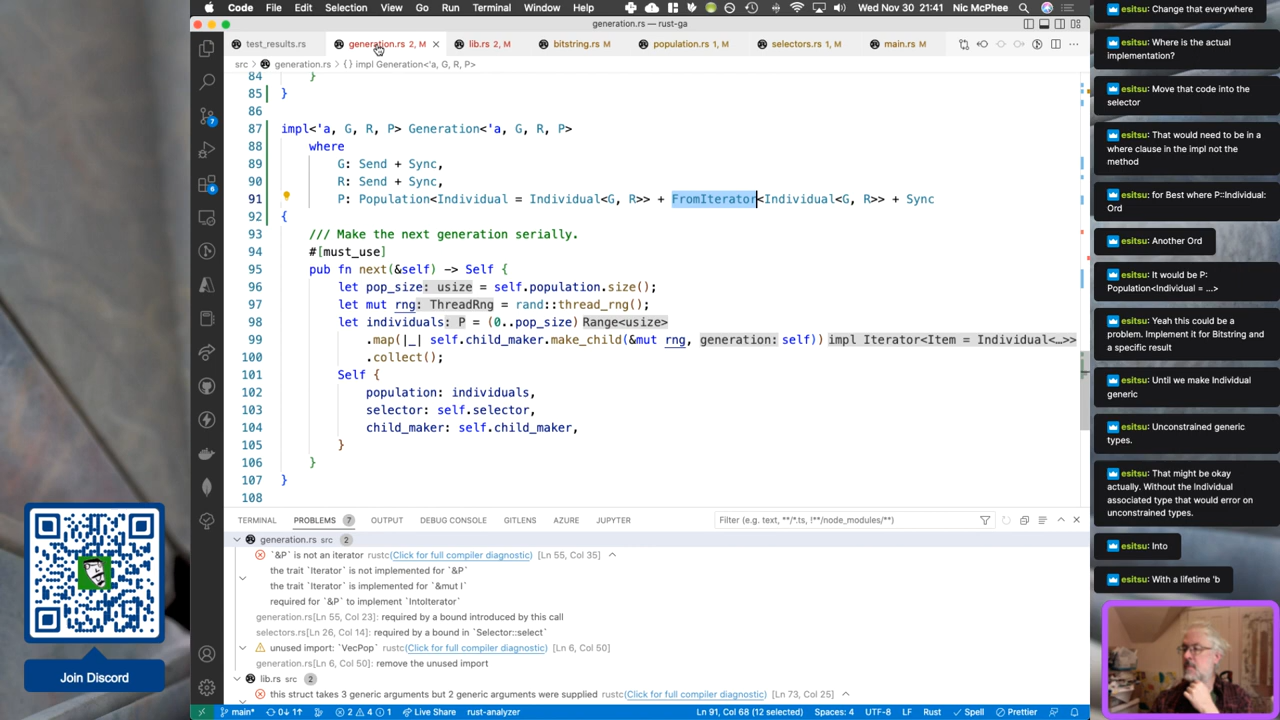 Code File Edit Selection View Go Run Terminal Window Help Wed Nov 30 21:41 Nic McPhee
generation.rs — rust-ga
test_results.rs generation.rs 2, M lib.rs 2, M bitstring.rs M population.rs 1, M selectors.rs 1, M main.rs M
src > generation.rs > {} impl Generation<'a, G, R, P>
84 }
85 }
86
87 impl<'a, G, R, P> Generation<'a, G, R, P>
88 where
89 G: Send + Sync,
90 R: Send + Sync,
91 P: Population<Individual = Individual<G, R>> + FromIterator<Individual<G, R>> + Sync
92 {
93 /// Make the next generation serially.
94 #[must_use]
95 pub fn next(&self) -> Self {
96 let pop_size: usize = self.population.size();
97 let mut rng: ThreadRng = rand::thread_rng();
98 let individuals: P = (0..pop_size) Range<usize>
99 .map(|_| self.child_maker.make_child(&mut rng, generation: self)) impl Iterator<Item = Individual<…>>
100 .collect();
101 Self {
102 population: individuals,
103 selector: self.selector,
104 child_maker: self.child_maker,
105 }
106 }
107 }
108
TERMINAL PROBLEMS 7 OUTPUT DEBUG CONSOLE GITLENS AZURE JUPYTER Filter (e.g. text, **/*.ts, !**/node_modules/**)
generation.rs src 2
`&P` is not an iterator rustc(Click for full compiler diagnostic) [Ln 55, Col 35]
the trait `Iterator` is not implemented for `&P`
the trait `Iterator` is implemented for `&mut I`
required for `&P` to implement `IntoIterator`
generation.rs[Ln 55, Col 23]: required by a bound introduced by this call
selectors.rs[Ln 26, Col 14]: required by a bound in `Selector::select`
unused import: `VecPop` rustc(Click for full compiler diagnostic) [Ln 6, Col 50]
generation.rs[Ln 6, Col 50]: remove the unused import
lib.rs src 2
this struct takes 3 generic arguments but 2 generic arguments were supplied rustc(Click for full compiler diagnostic) [Ln 73, Col 25]
main* 0↓ 1↑ 2 4 1 Live Share rust-analyzer Ln 91, Col 68 (12 selected) Spaces: 4 UTF-8 LF Rust Spell Prettier
7
6
Join Discord
esitsu: Change that everywhere
esitsu: Where is the actual
implementation?
esitsu: Move that code into the
selector
esitsu: That would need to be in a
where clause in the impl not the
method
esitsu: for Best where P::Individual:
Ord
esitsu: Another Ord
esitsu: It would be P:
Population<Individual = ...>
esitsu: Yeah this could be a
problem. Implement it for Bitstring and
a specific result
esitsu: Until we make Individual
generic
esitsu: Unconstrained generic
types.
esitsu: That might be okay
actually. Without the Individual
associated type that would error on
unconstrained types.
esitsu: Into
esitsu: With a lifetime 'b